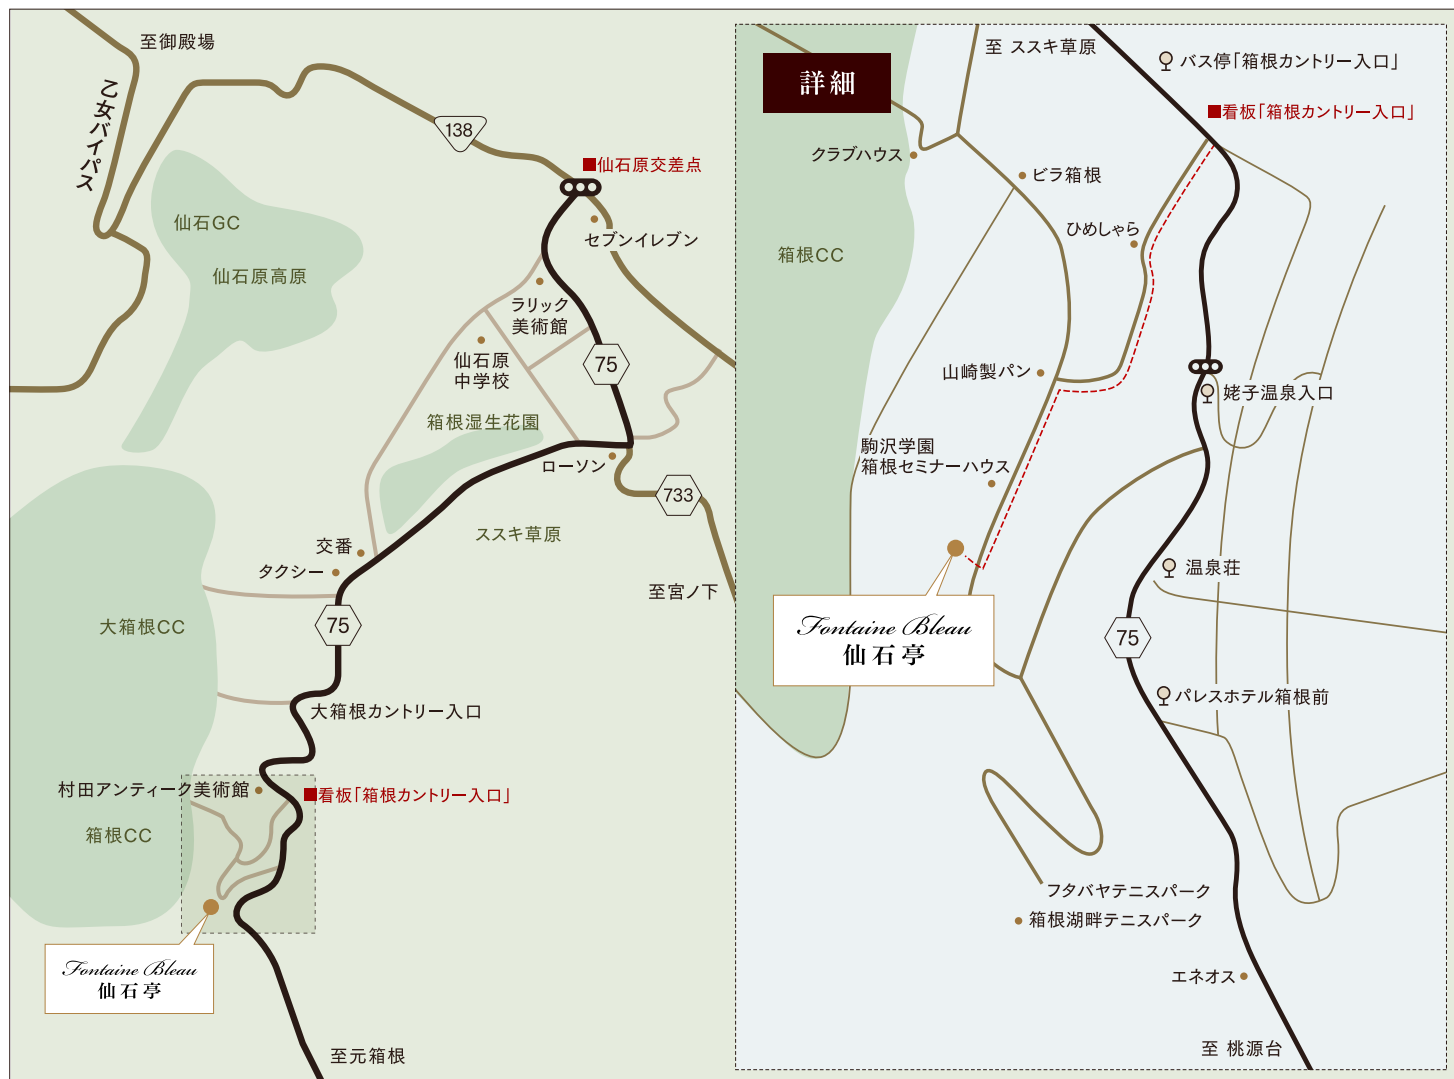 至御殿場
乙女バイパス
138
■仙石原交差点
仙石GC
セブンイレブン
仙石原高原
ラリック
美術館
仙石原
中学校
75
箱根湿生花園
ローソン
733
ススキ草原
交番
タクシー
至宮ノ下
大箱根CC
75
大箱根カントリー入口
村田アンティーク美術館
■看板「箱根カントリー入口」
箱根CC
Fontaine Bleau
仙石亭
至元箱根
詳細
至 ススキ草原
バス停「箱根カントリー入口」
■看板「箱根カントリー入口」
クラブハウス
ビラ箱根
ひめしゃら
箱根CC
山崎製パン
姥子温泉入口
駒沢学園
箱根セミナーハウス
温泉荘
Fontaine Bleau
仙石亭
75
パレスホテル箱根前
フタバヤテニスパーク
箱根湖畔テニスパーク
エネオス
至 桃源台